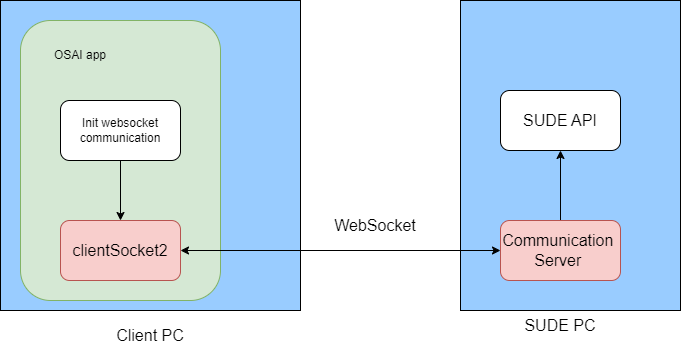 OSAI app
Init websocket
communication
clientSocket2
WebSocket
SUDE API
Communication
Server
Client PC
SUDE PC